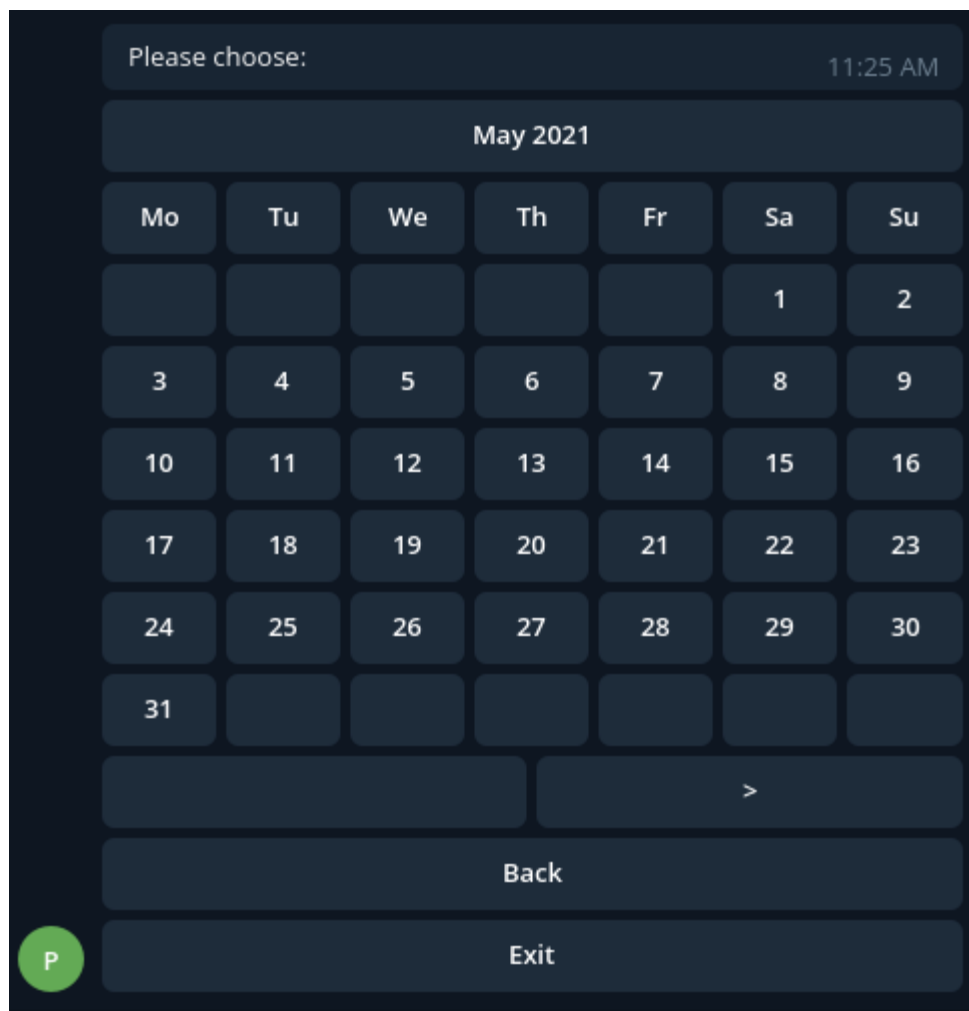 Please choose:
11:25 AM
May 2021
Mo Tu We Th Fr Sa Su
1 2
3 4 5 6 7 8 9
10 11 12 13 14 15 16
17 18 19 20 21 22 23
24 25 26 27 28 29 30
31
>
Back
Exit
P